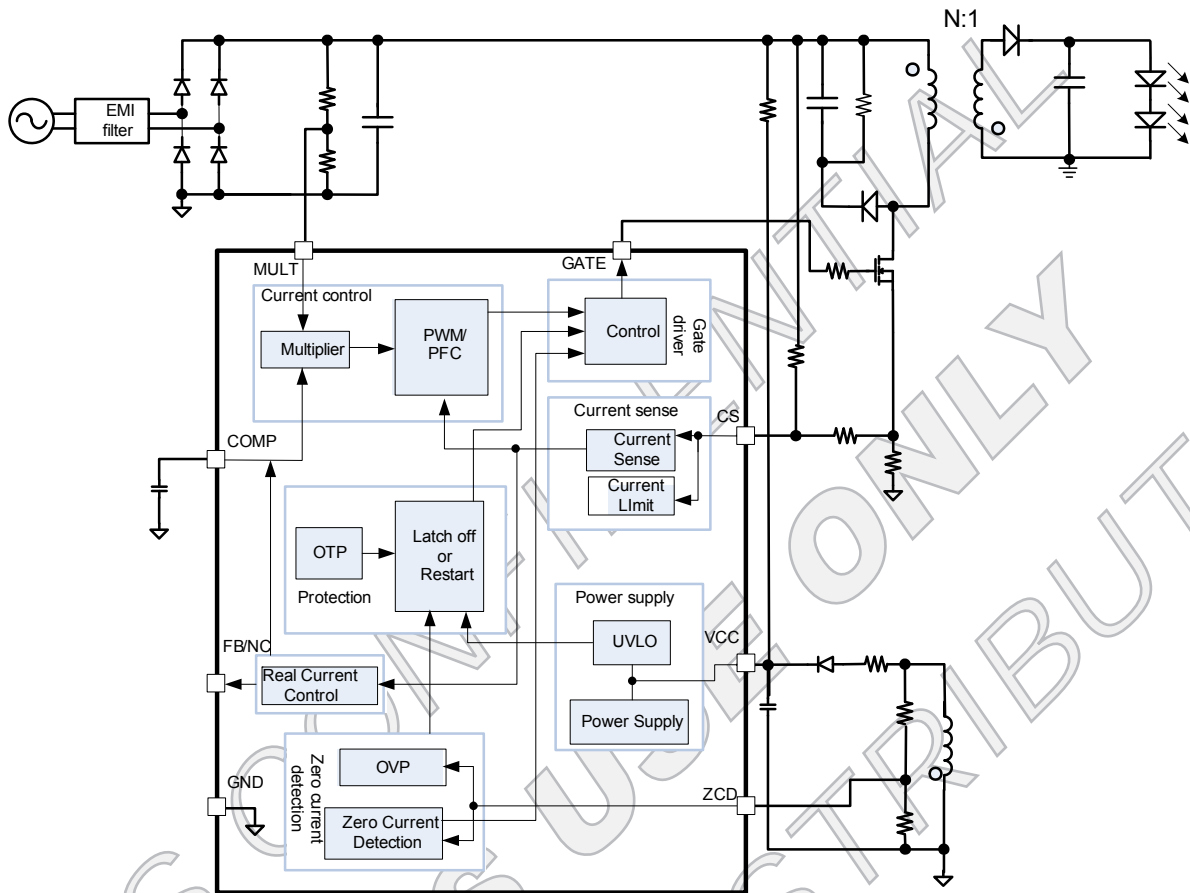 N:1
EMI
filter
MULT
GATE
Current control
Multiplier
PWM/
PFC
Control
Gate
driver
Current sense
CS
Current
Sense
Current
LImit
COMP
OTP
Latch off
or
Restart
Protection
Power supply
UVLO
VCC
Power Supply
FB/NC
Real Current
Control
OVP
Zero current
detection
Zero Current
Detection
GND
ZCD
USE ONLY